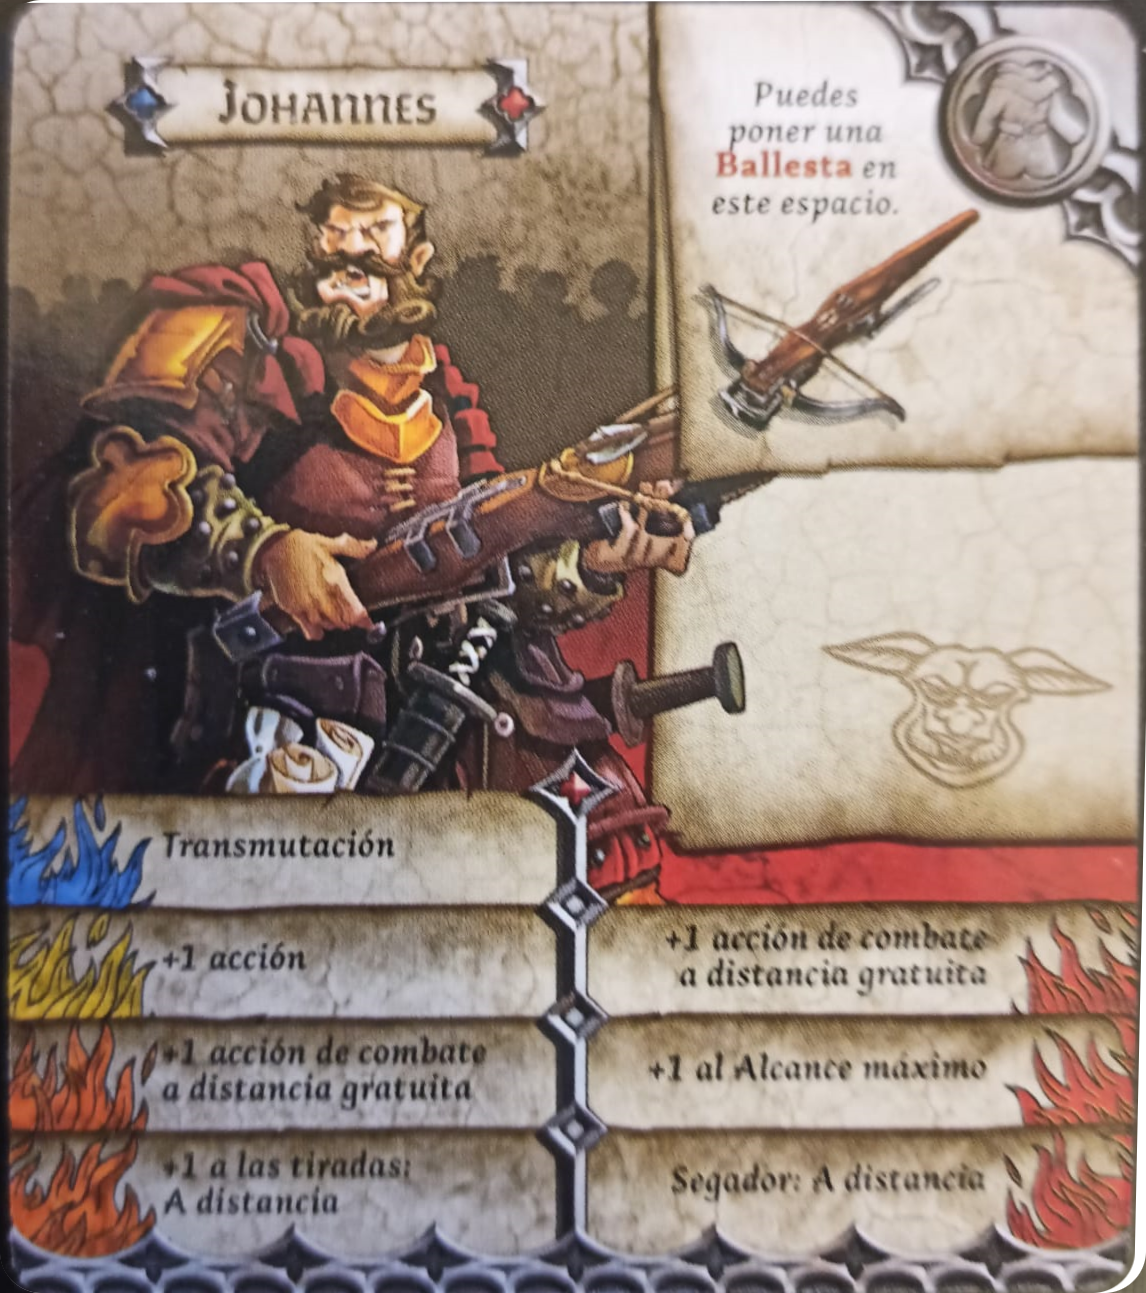 Johannes
Puedes
poner una
Ballesta en
este espacio.
Transmutación
+1 acción
+1 acción de combate
a distancia gratuita
+1 a las tiradas:
A distancia
+1 acción de combate
a distancia gratuita
+1 al Alcance máximo
Segador: A distancia